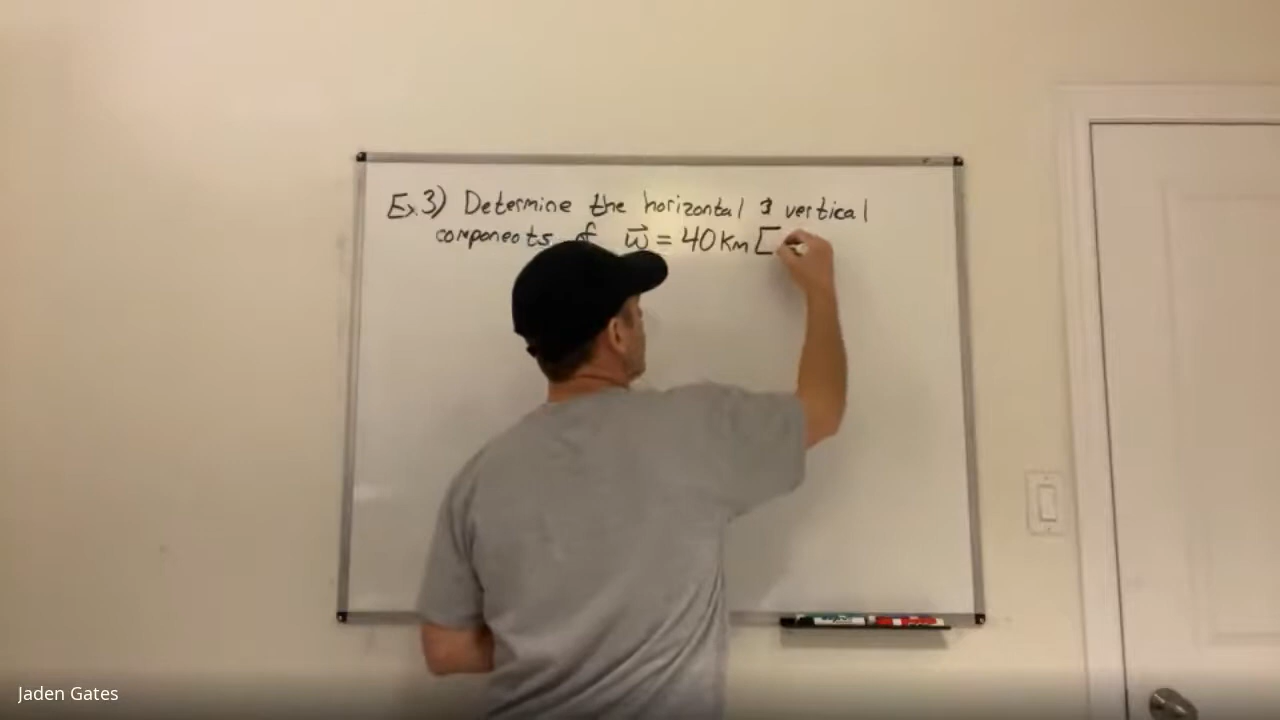 Ex.3) Determine the horizontal & vertical
components of w⃗ = 40 km [
Jaden Gates